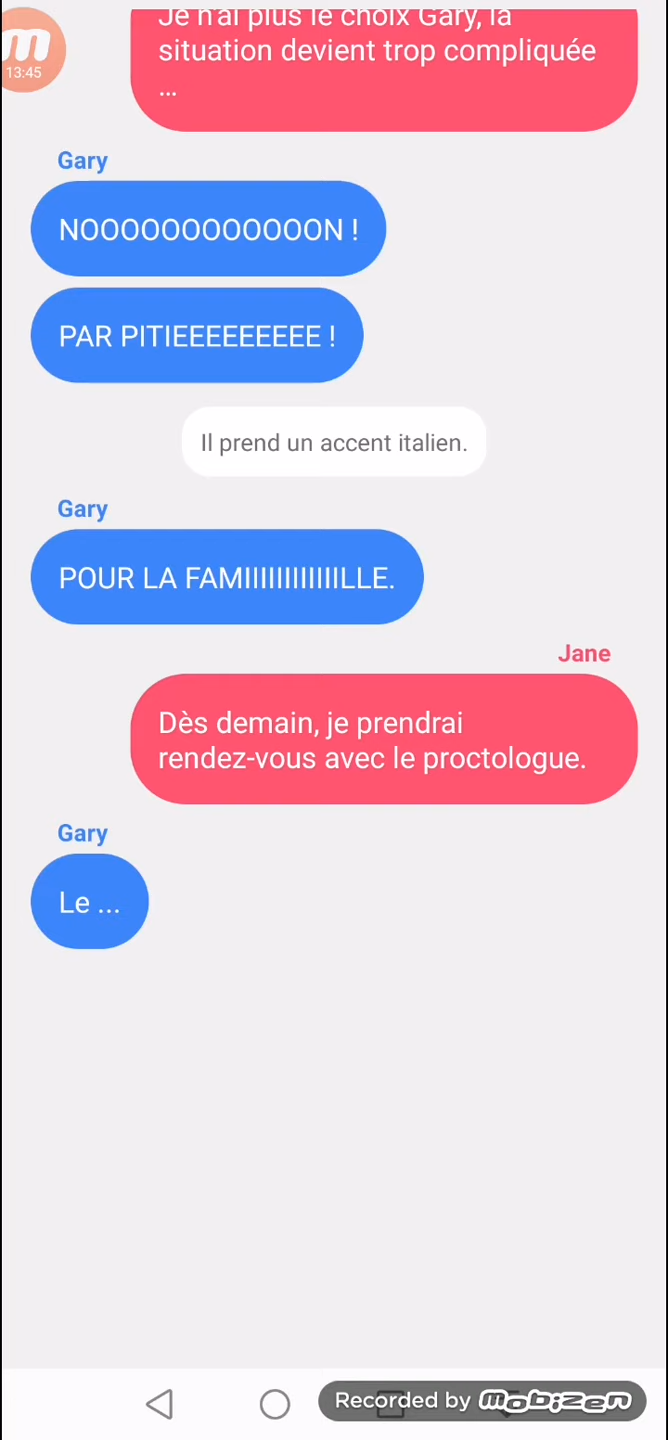 Je n'ai plus le choix Gary, la
situation devient trop compliquée
...
m
13:45
Gary
NOOOOOOOOOOOON !
PAR PITIEEEEEEEEE !
Il prend un accent italien.
Gary
POUR LA FAMIIIIIIIIIIIILLE.
Jane
Dès demain, je prendrai
rendez-vous avec le proctologue.
Gary
Le ...
Recorded by mobizen